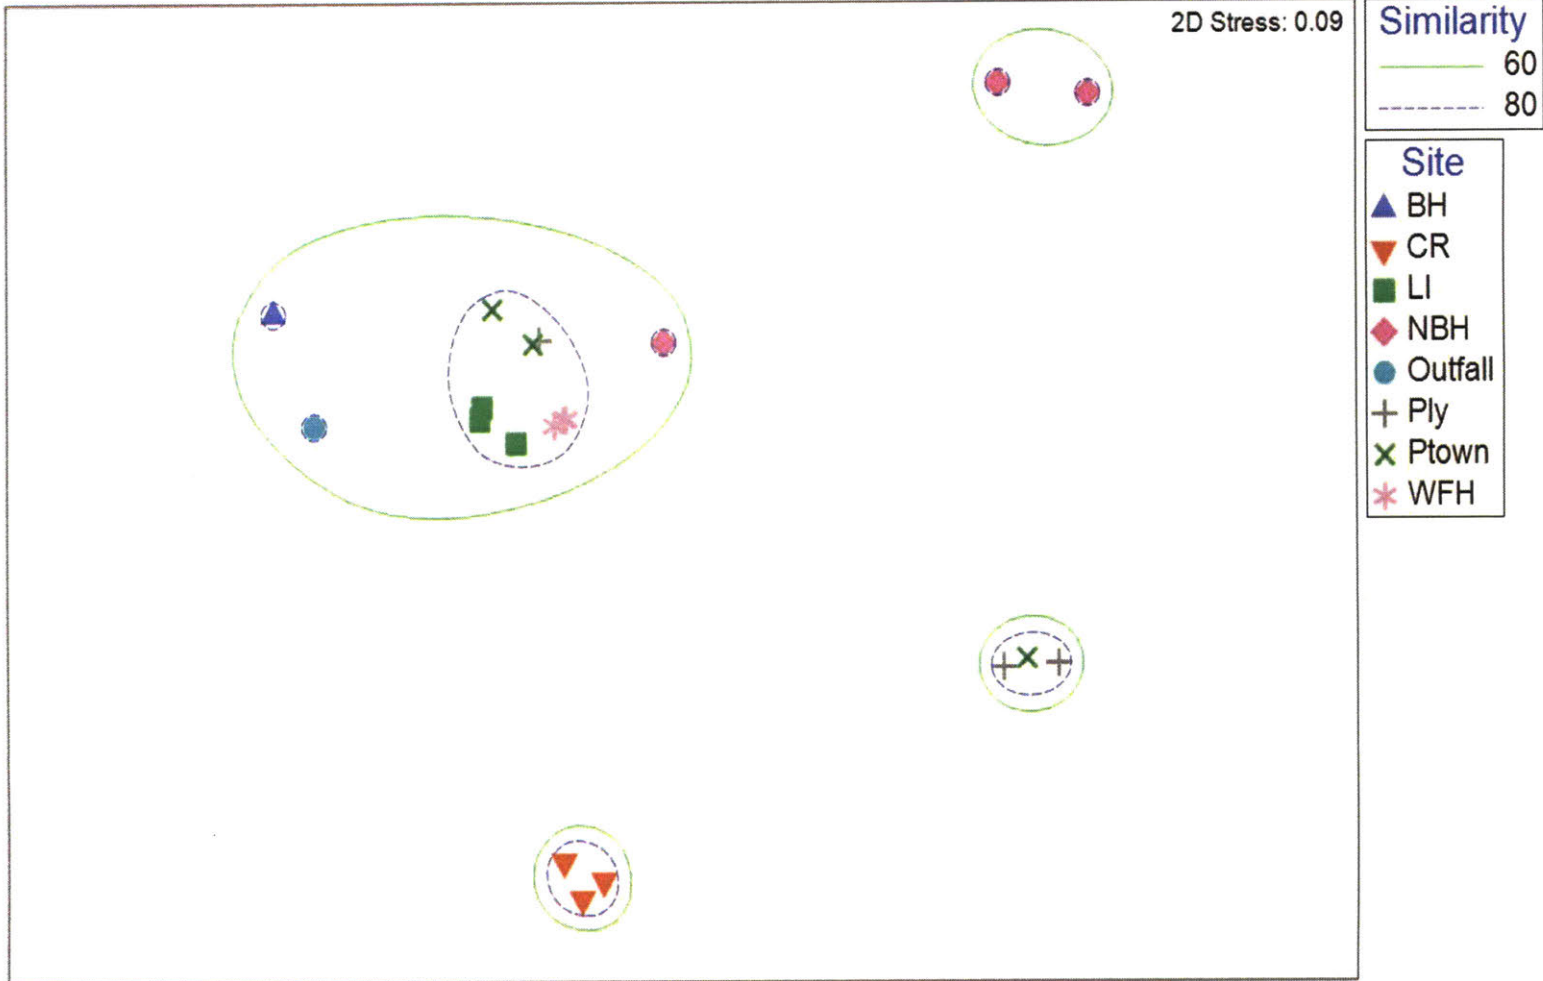 2D Stress: 0.09
Similarity
60
80
Site
BH
CR
LI
NBH
Outfall
Ply
Ptown
WFH